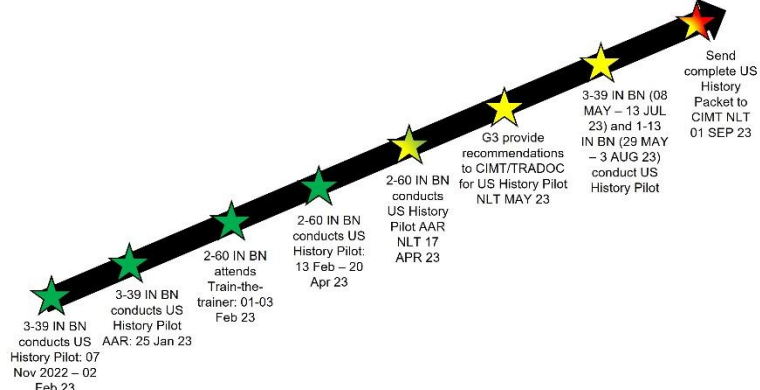 3-39 IN BN
conducts US
History Pilot: 07
Nov 2022 – 02
Feb 23
3-39 IN BN
conducts US
History Pilot
AAR: 25 Jan 23
2-60 IN BN
attends
Train-the-
trainer: 01-03
Feb 23
2-60 IN BN
conducts US
History Pilot:
13 Feb – 20
Apr 23
2-60 IN BN
conducts
US History
Pilot AAR
NLT 17
APR 23
G3 provide
recommendations
to CIMT/TRADOC
for US History Pilot
NLT MAY 23
3-39 IN BN (08
MAY – 13 JUL
23) and 1-13
IN BN (29 MAY
– 3 AUG 23)
conduct US
History Pilot
Send
complete US
History
Packet to
CIMT NLT
01 SEP 23